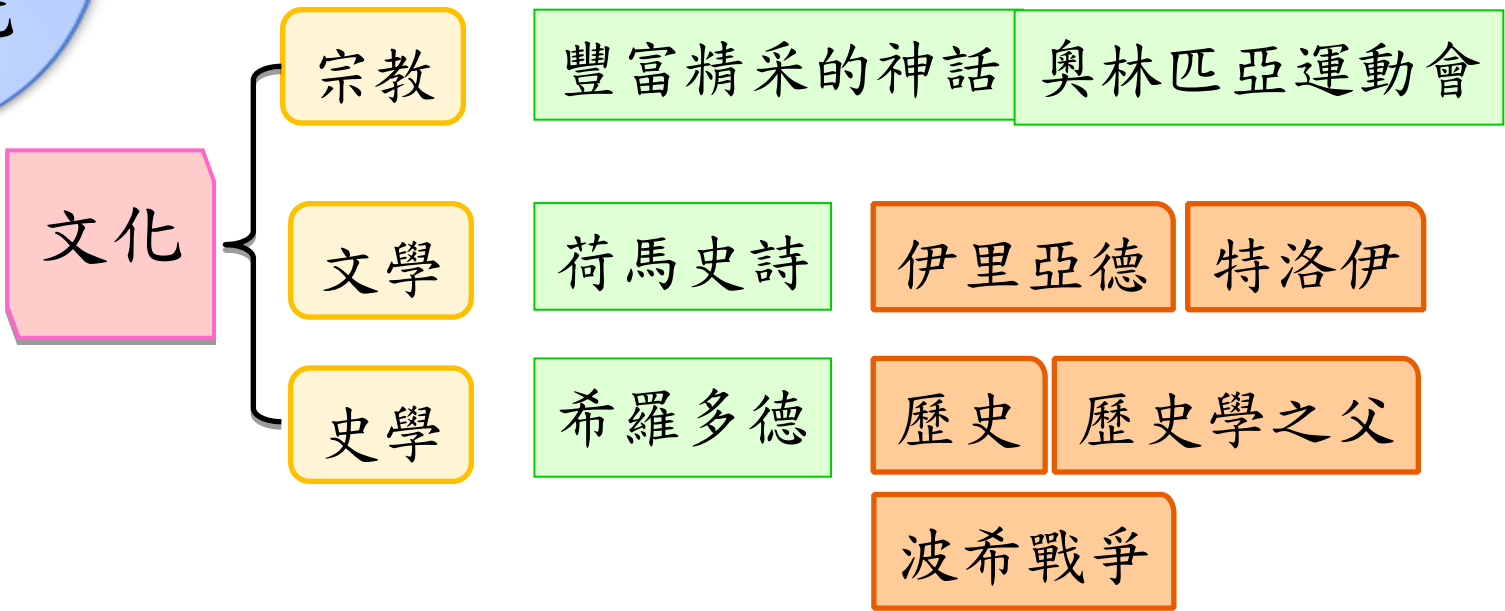 宗教 豐富精采的神話 奧林匹亞運動會
文化
文學 荷馬史詩 伊里亞德 特洛伊
史學 希羅多德 歷史 歷史學之父
波希戰爭